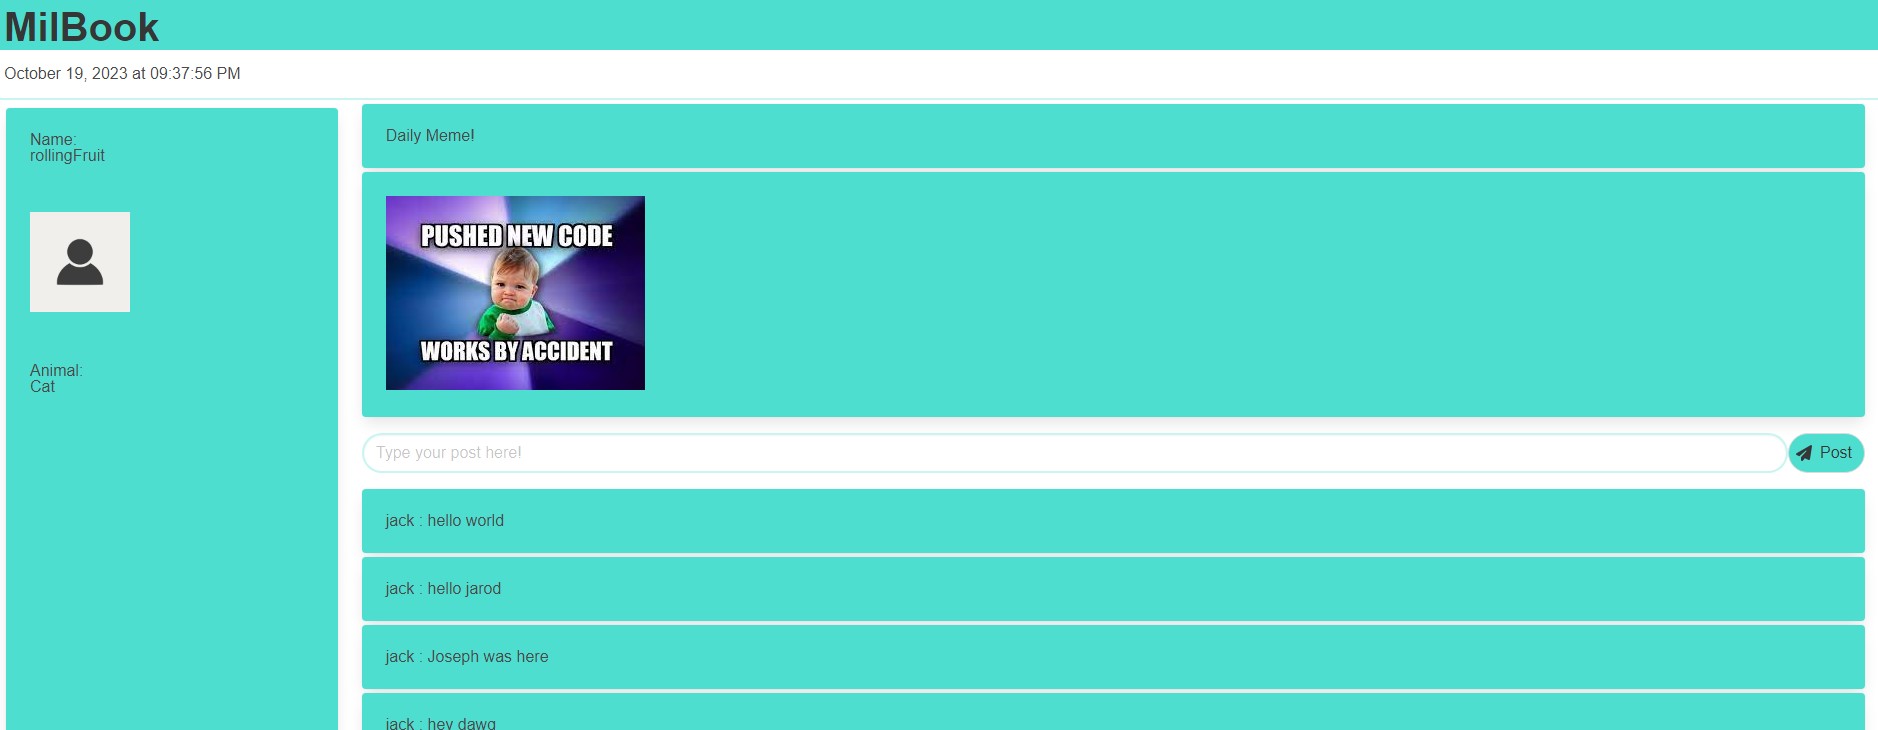 MilBook
October 19, 2023 at 09:37:56 PM
Name:
rollingFruit
Animal:
Cat
Daily Meme!
PUSHED NEW CODE
WORKS BY ACCIDENT
Type your post here!
Post
jack : hello world
jack : hello jarod
jack : Joseph was here
jack : hey dawg